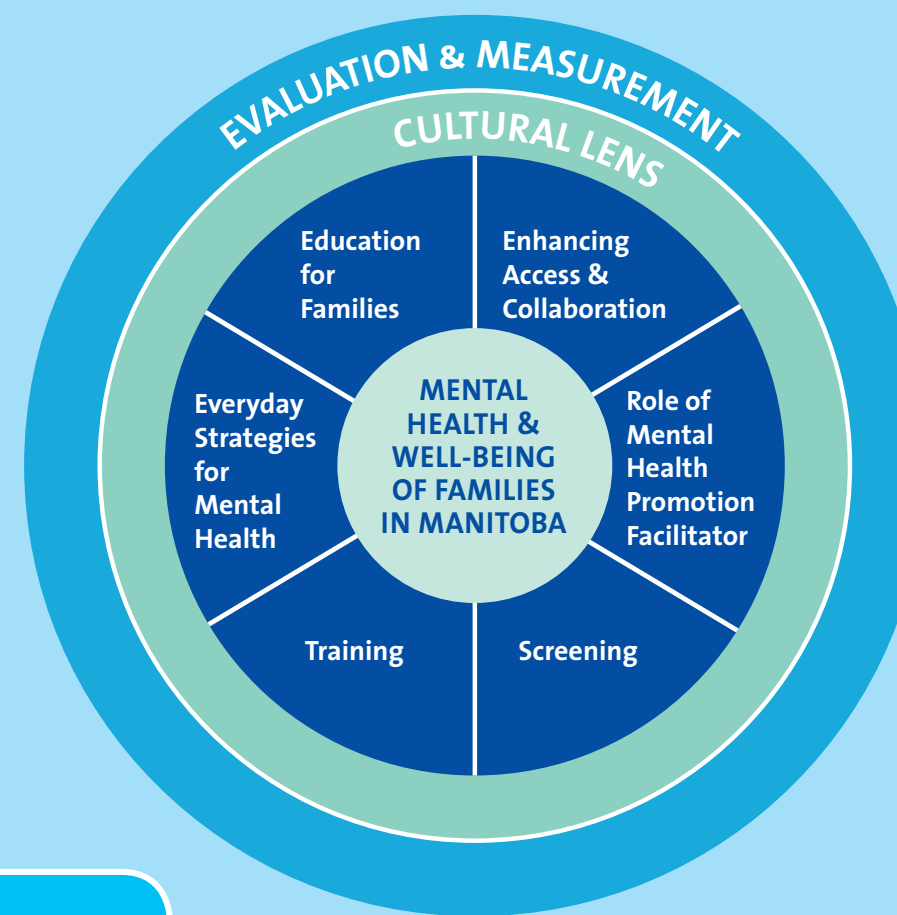 EVALUATION & MEASUREMENT
CULTURAL LENS
Education
for
Families
Enhancing
Access &
Collaboration
Everyday
Strategies
for
Mental
Health
MENTAL
HEALTH &
WELL-BEING
OF FAMILIES
IN MANITOBA
Role of
Mental
Health
Promotion
Facilitator
Training
Screening